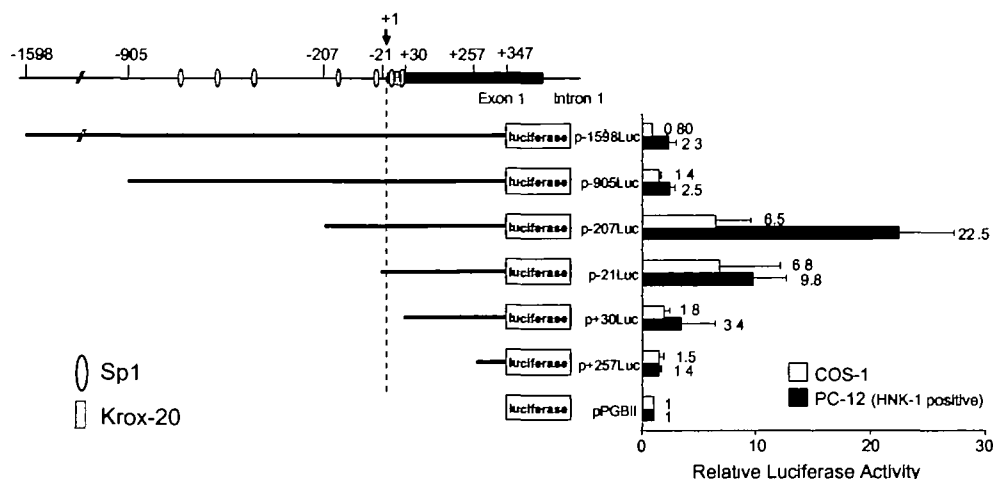 +1
-1598 -905 -207 -21 +30 +257 +347
Exon 1 Intron 1
luciferase p-1598Luc 0 80
2 3
luciferase p-905Luc 1 4
2.5
luciferase p-207Luc 6.5
22.5
luciferase p-21Luc 6 8
9.8
luciferase p+30Luc 1 8
3 4
luciferase p+257Luc 1.5
1 4
luciferase pPGBII 1
1
Sp1
Krox-20
COS-1
PC-12 (HNK-1 positive)
0 10 20 30
Relative Luciferase Activity